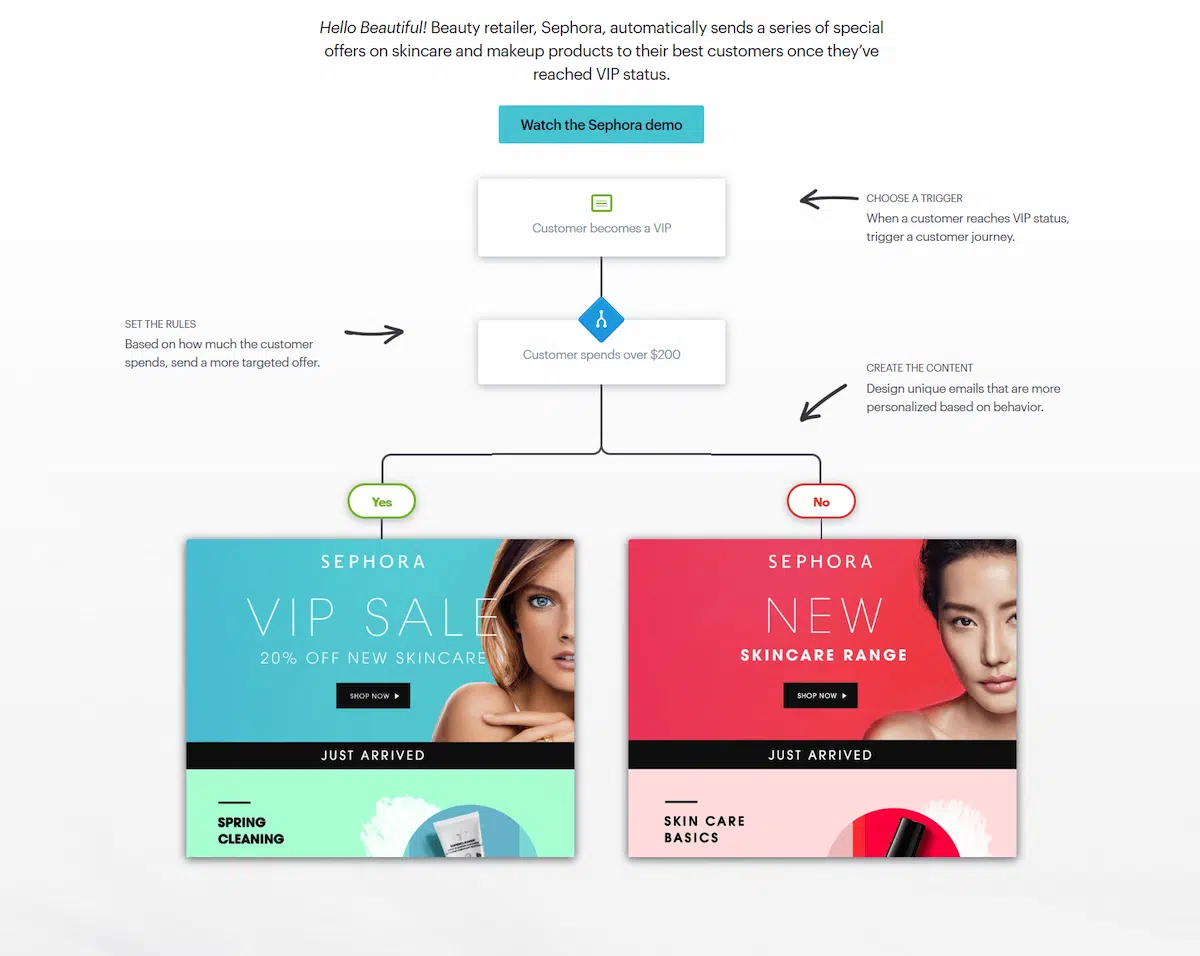 Hello Beautiful! Beauty retailer, Sephora, automatically sends a series of special
offers on skincare and makeup products to their best customers once they’ve
reached VIP status.
Watch the Sephora demo
Customer becomes a VIP
CHOOSE A TRIGGER
When a customer reaches VIP status,
trigger a customer journey.
SET THE RULES
Based on how much the customer
spends, send a more targeted offer.
Customer spends over $200
CREATE THE CONTENT
Design unique emails that are more
personalized based on behavior.
Yes
No
SEPHORA
VIP SALE
20% OFF NEW SKINCARE
SHOP NOW
JUST ARRIVED
SPRING
CLEANING
SEPHORA
NEW
SKINCARE RANGE
SHOP NOW
JUST ARRIVED
SKIN CARE
BASICS